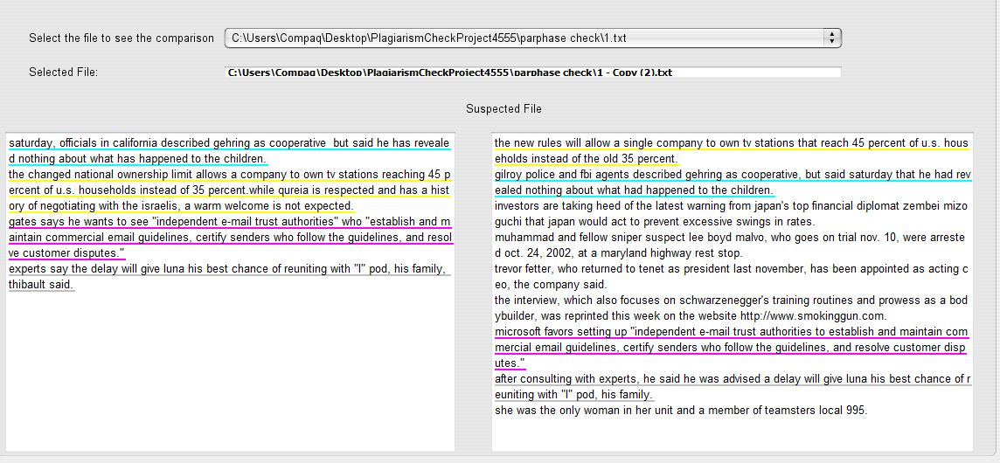 Select the file to see the comparison C:\Users\Compaq\Desktop\PlagiarismCheckProject4555\parphase check\1.txt
Selected File: C:\Users\Compaq\Desktop\PlagiarismCheckProject4555\parphase check\1 - Copy (2).txt
Suspected File
saturday, officials in california described gehring as cooperative  but said he has reveale
d nothing about what has happened to the children.
the changed national ownership limit allows a company to own tv stations reaching 45 p
ercent of u.s. households instead of 35 percent.while qureia is respected and has a hist
ory of negotiating with the israelis, a warm welcome is not expected.
gates says he wants to see "independent e-mail trust authorities" who "establish and m
aintain commercial email guidelines, certify senders who follow the guidelines, and resol
ve customer disputes."
experts say the delay will give luna his best chance of reuniting with "l" pod, his family,
thibault said.
the new rules will allow a single company to own tv stations that reach 45 percent of u.s. hous
eholds instead of the old 35 percent.
gilroy police and fbi agents described gehring as cooperative, but said saturday that he had rev
ealed nothing about what had happened to the children.
investors are taking heed of the latest warning from japan's top financial diplomat zembei mizo
guchi that japan would act to prevent excessive swings in rates.
muhammad and fellow sniper suspect lee boyd malvo, who goes on trial nov. 10, were arreste
d oct. 24, 2002, at a maryland highway rest stop.
trevor fetter, who returned to tenet as president last november, has been appointed as acting c
eo, the company said.
the interview, which also focuses on schwarzenegger's training routines and prowess as a bod
ybuilder, was reprinted this week on the website http://www.smokinggun.com.
microsoft favors setting up "independent e-mail trust authorities to establish and maintain com
mercial email guidelines, certify senders who follow the guidelines, and resolve customer disp
utes."
after consulting with experts, he said he was advised a delay will give luna his best chance of r
euniting with "l" pod, his family.
she was the only woman in her unit and a member of teamsters local 995.